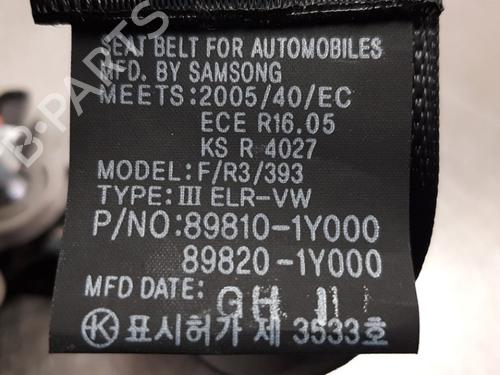 SEAT BELT FOR AUTOMOBILES
MFD. BY SAMSONG
MEETS:2005/40/EC
ECE R16.05
KS R 4027
MODEL:F/R3/393
TYPE:III ELR-VW
P/NO:89810-1Y000
89820-1Y000
MFD DATE: GH
표시허가 제 3533호